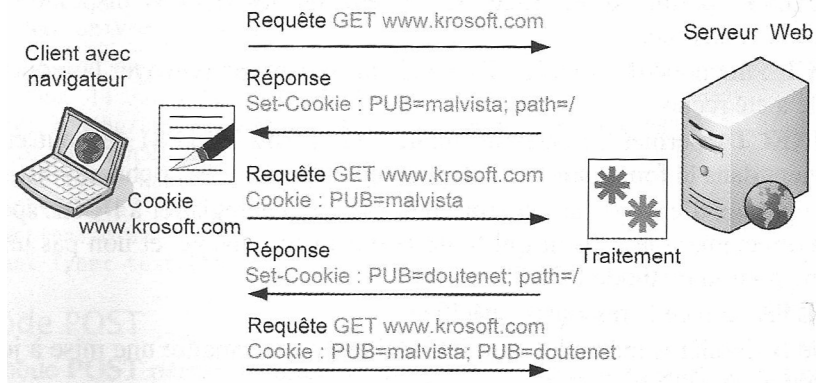 Requête GET www.krosoft.com
Serveur Web
Client avec
navigateur
Réponse
Set-Cookie : PUB=malvista; path=/
Requête GET www.krosoft.com
Cookie : PUB=malvista
Cookie
www.krosoft.com
Traitement
Réponse
Set-Cookie : PUB=doutenet; path=/
Requête GET www.krosoft.com
Cookie : PUB=malvista; PUB=doutenet